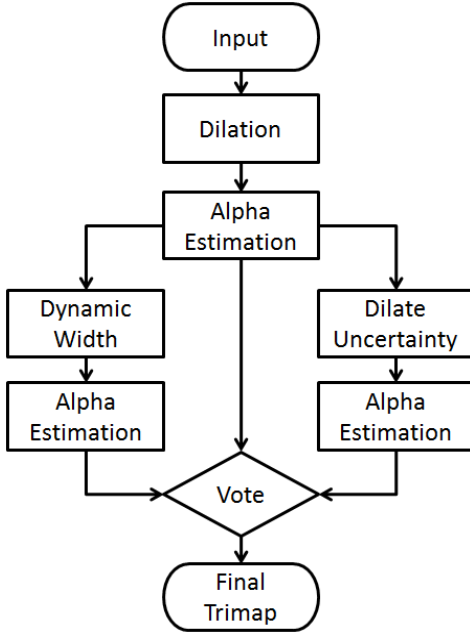 Input
Dilation
Alpha
Estimation
Dynamic
Width
Dilate
Uncertainty
Alpha
Estimation
Alpha
Estimation
Vote
Final
Trimap